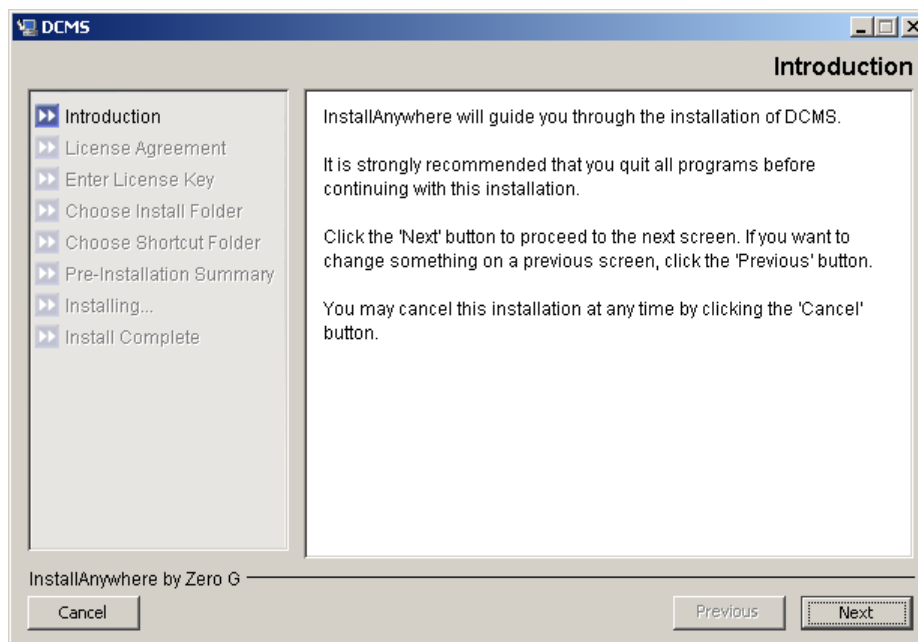 DCMS
Introduction
Introduction
License Agreement
Enter License Key
Choose Install Folder
Choose Shortcut Folder
Pre-Installation Summary
Installing...
Install Complete
InstallAnywhere will guide you through the installation of DCMS.
It is strongly recommended that you quit all programs before
continuing with this installation.
Click the 'Next' button to proceed to the next screen. If you want to
change something on a previous screen, click the 'Previous' button.
You may cancel this installation at any time by clicking the 'Cancel'
button.
InstallAnywhere by Zero G
Cancel
Previous
Next